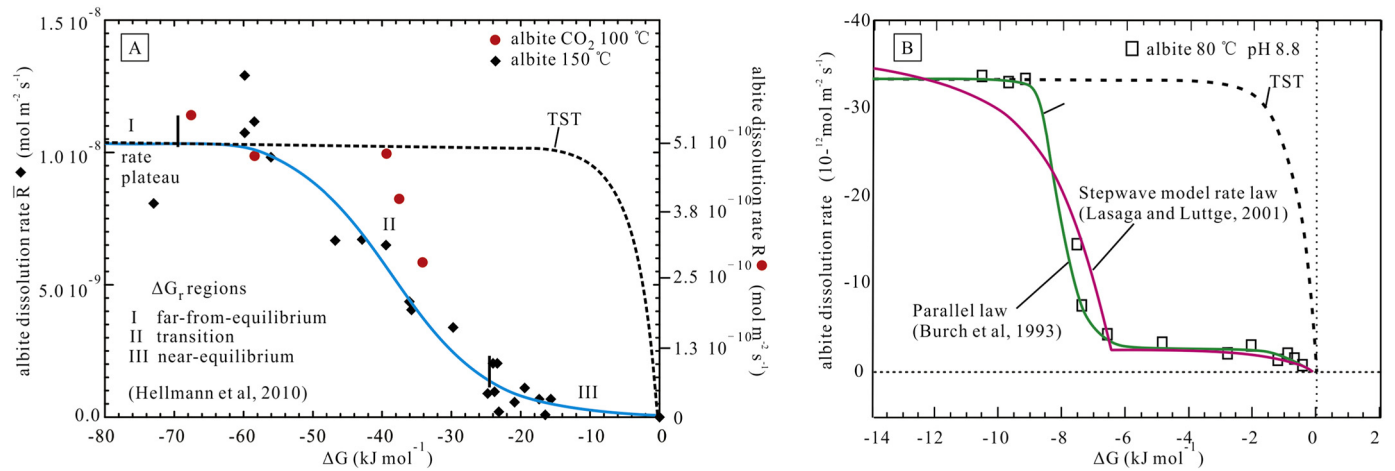 A
albite CO2 100 ℃
albite 150 ℃
TST
I
rate
plateau
II
III
ΔGr regions
I far-from-equilibrium
II transition
III near-equilibrium
(Hellmann et al, 2010)
1.5 10⁻⁸
1.0 10⁻⁸
5.0 10⁻⁹
0.0
albite dissolution rate R̅ ◆ (mol m⁻² s⁻¹)
-80 -70 -60 -50 -40 -30 -20 -10 0
ΔG (kJ mol⁻¹)
5.1 10⁻¹⁰
3.8 10⁻¹⁰
2.5 10⁻¹⁰
1.3 10⁻¹⁰
0
albite dissolution rate R ● (mol m⁻² s⁻¹)
B
albite 80 ℃ pH 8.8
TST
Stepwave model rate law
(Lasaga and Luttge, 2001)
Parallel law
(Burch et al, 1993)
-40
-30
-20
-10
0
albite dissolution rate (10⁻¹² mol m⁻² s⁻¹)
-14 -12 -10 -8 -6 -4 -2 0 2
ΔG (kJ mol⁻¹)